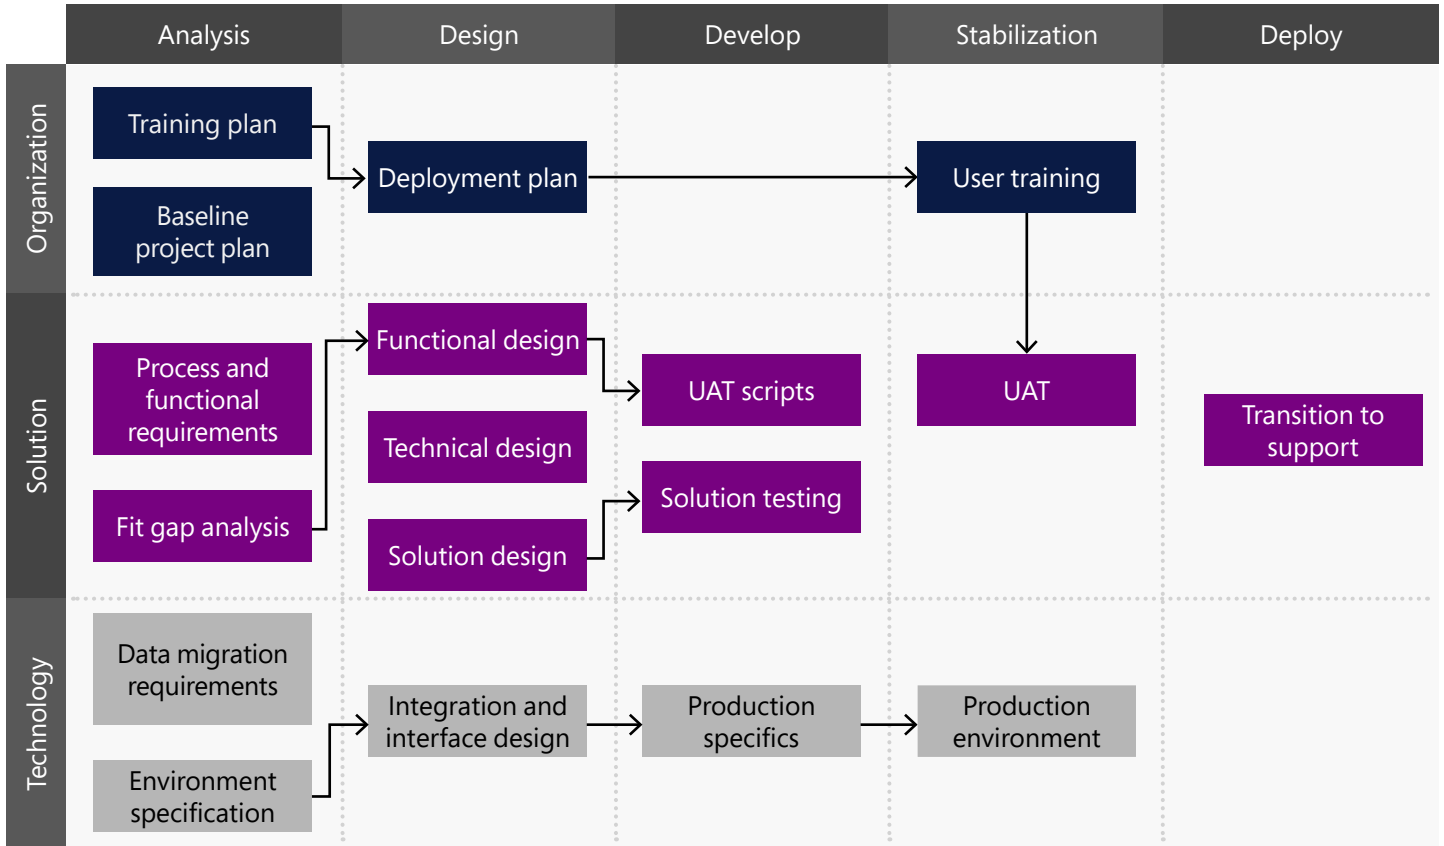 Analysis
Design
Develop
Stabilization
Deploy
Organization
Training plan
Baseline
project plan
Deployment plan
User training
Solution
Process and
functional
requirements
Fit gap analysis
Functional design
Technical design
Solution design
UAT scripts
Solution testing
UAT
Transition to
support
Technology
Data migration
requirements
Environment
specification
Integration and
interface design
Production
specifics
Production
environment